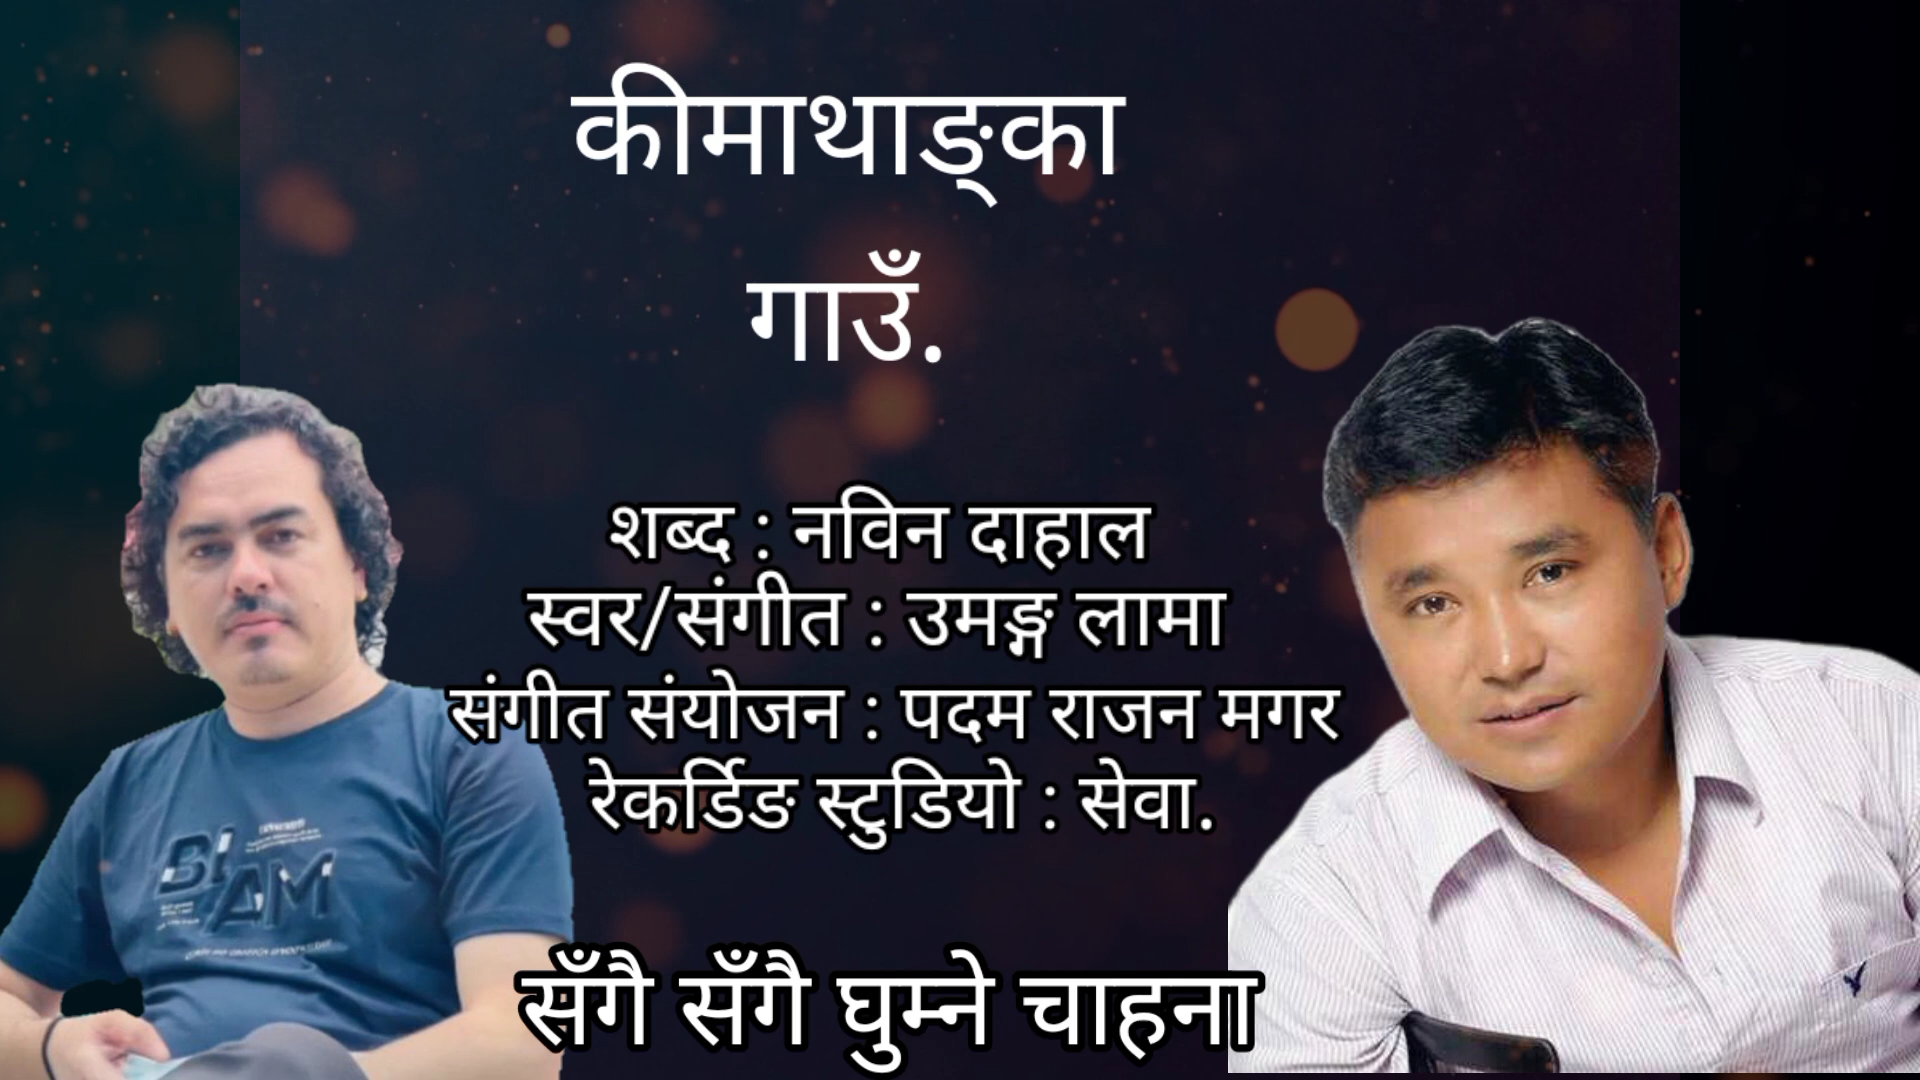 कीमाथाङ्का
गाउँ.
शब्द : नविन दाहाल
स्वर/संगीत : उमङ्ग लामा
संगीत संयोजन : पदम राजन मगर
रेकर्डिङ स्टुडियो : सेवा.
सँगै सँगै घुम्ने चाहना